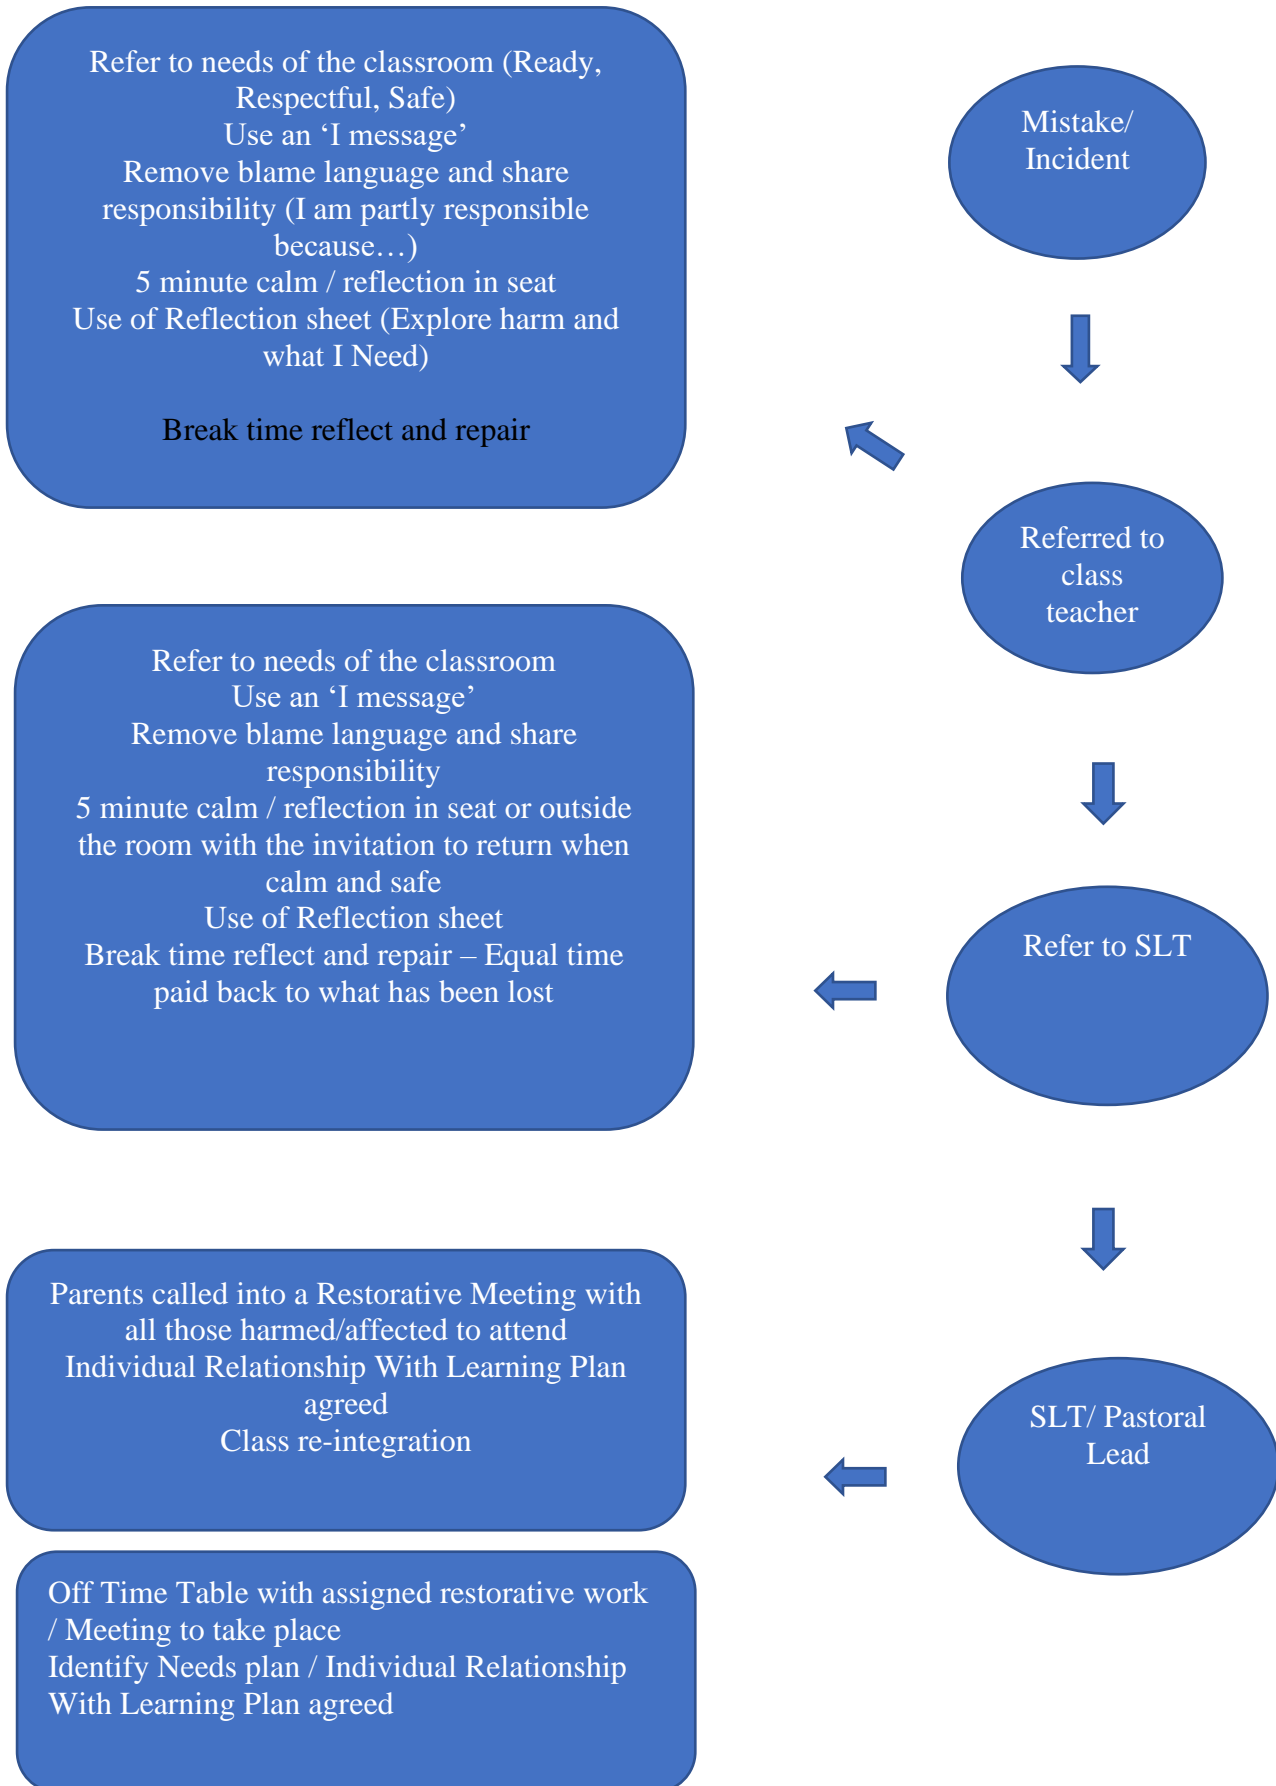 Refer to needs of the classroom (Ready,
Respectful, Safe)
Use an ‘I message’
Remove blame language and share
responsibility (I am partly responsible
because…)
5 minute calm / reflection in seat
Use of Reflection sheet (Explore harm and
what I Need)
Break time reflect and repair
Mistake/
Incident
Referred to
class
teacher
Refer to needs of the classroom
Use an ‘I message’
Remove blame language and share
responsibility
5 minute calm / reflection in seat or outside
the room with the invitation to return when
calm and safe
Use of Reflection sheet
Break time reflect and repair – Equal time
paid back to what has been lost
Refer to SLT
Parents called into a Restorative Meeting with
all those harmed/affected to attend
Individual Relationship With Learning Plan
agreed
Class re-integration
SLT/ Pastoral
Lead
Off Time Table with assigned restorative work
/ Meeting to take place
Identify Needs plan / Individual Relationship
With Learning Plan agreed